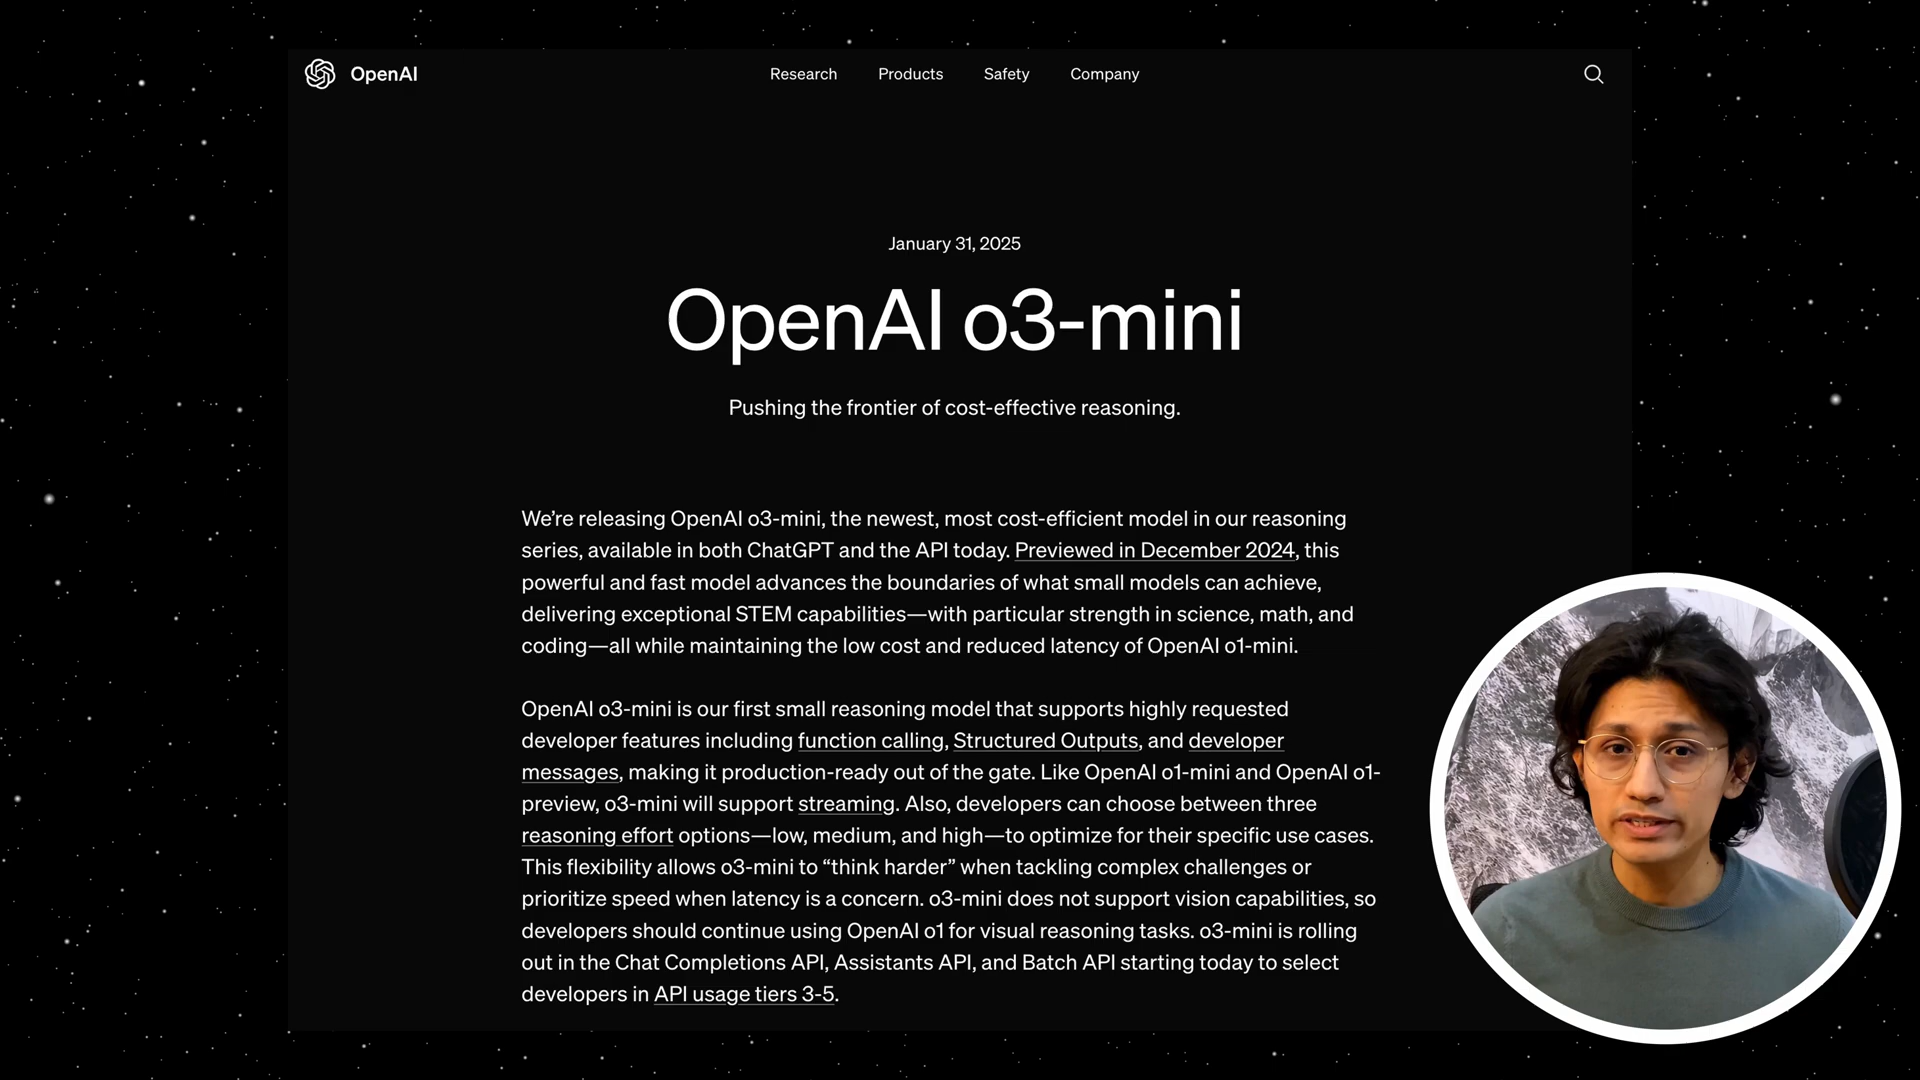 OpenAI
Research Products Safety Company
January 31, 2025
OpenAI o3-mini
Pushing the frontier of cost-effective reasoning.
We’re releasing OpenAI o3-mini, the newest, most cost-efficient model in our reasoning
series, available in both ChatGPT and the API today. Previewed in December 2024, this
powerful and fast model advances the boundaries of what small models can achieve,
delivering exceptional STEM capabilities—with particular strength in science, math, and
coding—all while maintaining the low cost and reduced latency of OpenAI o1-mini.
OpenAI o3-mini is our first small reasoning model that supports highly requested
developer features including function calling, Structured Outputs, and developer
messages, making it production-ready out of the gate. Like OpenAI o1-mini and OpenAI o1-
preview, o3-mini will support streaming. Also, developers can choose between three
reasoning effort options—low, medium, and high—to optimize for their specific use cases.
This flexibility allows o3-mini to “think harder” when tackling complex challenges or
prioritize speed when latency is a concern. o3-mini does not support vision capabilities, so
developers should continue using OpenAI o1 for visual reasoning tasks. o3-mini is rolling
out in the Chat Completions API, Assistants API, and Batch API starting today to select
developers in API usage tiers 3-5.